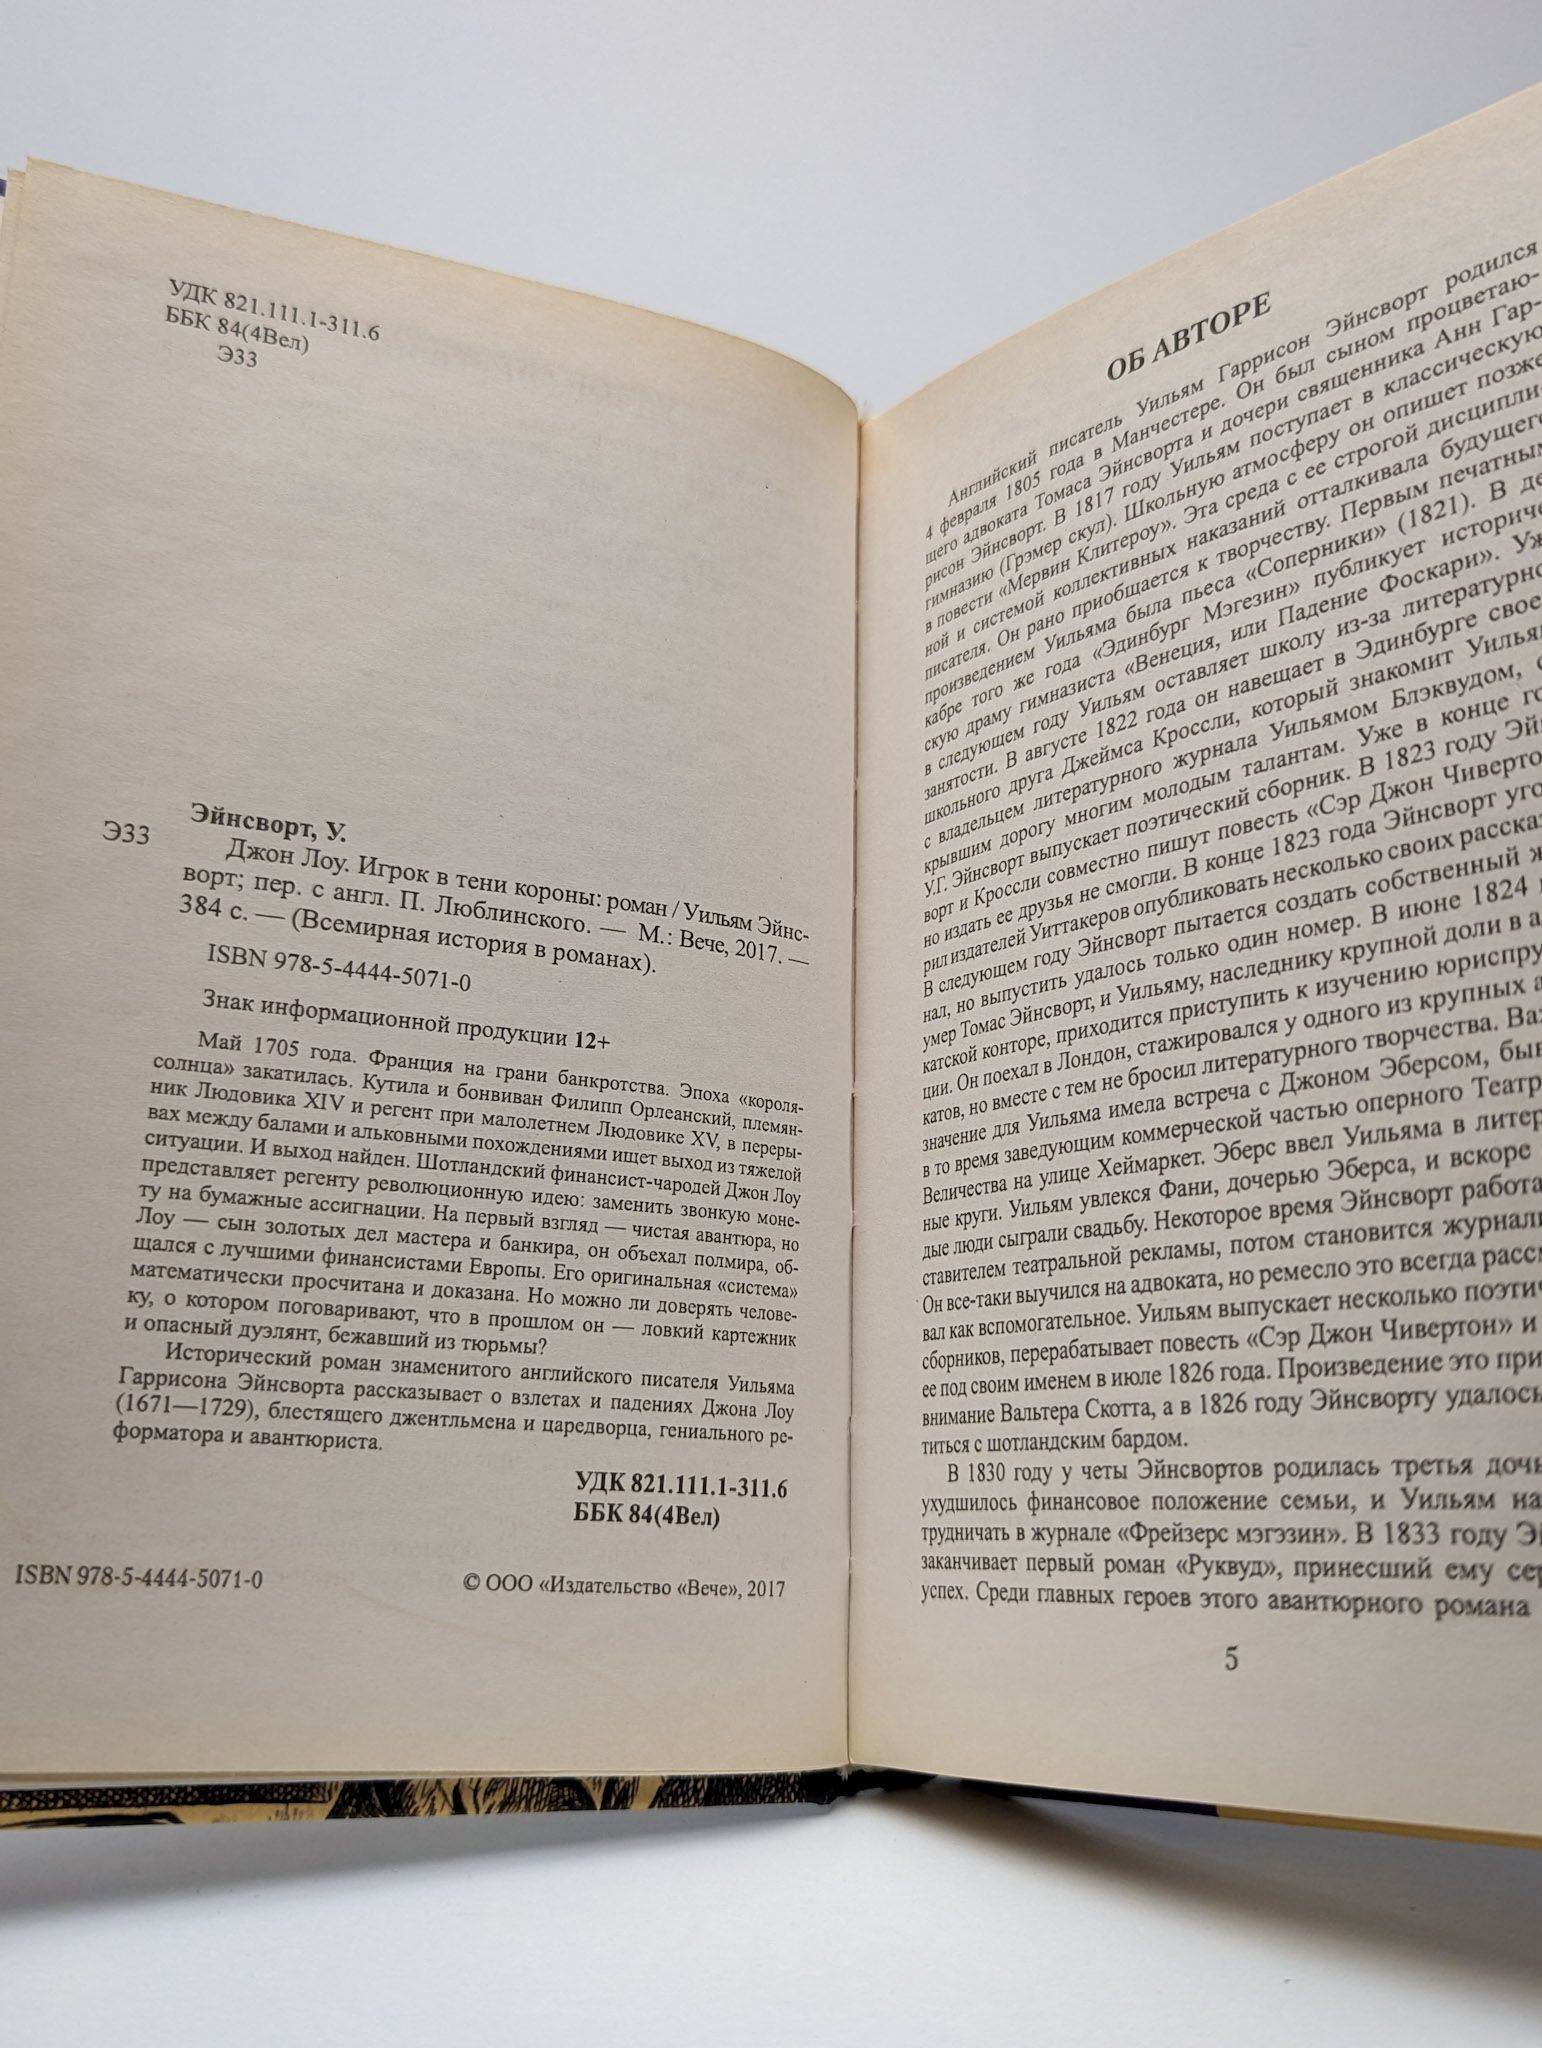 УДК 821.111.1-311.6
ББК 84(4Вел)
Э33
Эйнсворт, У.
Э33
Джон Лоу. Игрок в тени короны: роман / Уильям Эйнс-
ворт; пер. с англ. П. Люблинского. — М.: Вече, 2017. —
384 с. — (Всемирная история в романах).
ISBN 978-5-4444-5071-0
Знак информационной продукции 12+
Май 1705 года. Франция на грани банкротства. Эпоха «короля-
солнца» закатилась. Кутила и бонвиван Филипп Орлеанский, племян-
ник Людовика XIV и регент при малолетнем Людовике XV, в переры-
вах между балами и альковными похождениями ищет выход из тяжелой
ситуации. И выход найден. Шотландский финансист-чародей Джон Лоу
представляет регенту революционную идею: заменить звонкую моне-
ту на бумажные ассигнации. На первый взгляд — чистая авантюра, но
Лоу — сын золотых дел мастера и банкира, он объехал полмира, об-
щался с лучшими финансистами Европы. Его оригинальная «система»
математически просчитана и доказана. Но можно ли доверять челове-
ку, о котором поговаривают, что в прошлом он — ловкий картежник
и опасный дуэлянт, бежавший из тюрьмы?
Исторический роман знаменитого английского писателя Уильяма
Гаррисона Эйнсворта рассказывает о взлетах и падениях Джона Лоу
(1671—1729), блестящего джентльмена и царедворца, гениального ре-
форматора и авантюриста.
УДК 821.111.1-311.6
ББК 84(4Вел)
ISBN 978-5-4444-5071-0
© ООО «Издательство «Вече», 2017
ОБ АВТОРЕ
Английский писатель Уильям Гаррисон Эйнсворт родился
4 февраля 1805 года в Манчестере. Он был сыном процветаю-
щего адвоката Томаса Эйнсворта и дочери священника Анн Гар-
рисон Эйнсворт. В 1817 году Уильям поступает в классическую
гимназию (Грэмер скул). Школьную атмосферу он опишет позже
в повести «Мервин Клитероу». Эта среда с ее строгой дисципли-
ной и системой коллективных наказаний отталкивала будущего
писателя. Он рано приобщается к творчеству. Первым печатным
произведением Уильяма была пьеса «Соперники» (1821). В де
кабре того же года «Эдинбург Мэгезин» публикует историче
скую драму гимназиста «Венеция, или Падение Фоскари». Уж
в следующем году Уильям оставляет школу из-за литературно
занятости. В августе 1822 года он навещает в Эдинбурге свое
школьного друга Джеймса Кроссли, который знакомит Уилья
с владельцем литературного журнала Уильямом Блэквудом,
крывшим дорогу многим молодым талантам. Уже в конце го
У.Г. Эйнсворт выпускает поэтический сборник. В 1823 году Эй
ворт и Кроссли совместно пишут повесть «Сэр Джон Чиверто
но издать ее друзья не смогли. В конце 1823 года Эйнсворт уго
рил издателей Уиттакеров опубликовать несколько своих расска
В следующем году Эйнсворт пытается создать собственный ж
нал, но выпустить удалось только один номер. В июне 1824
умер Томас Эйнсворт, и Уильяму, наследнику крупной доли в а
катской конторе, приходится приступить к изучению юриспру
ции. Он поехал в Лондон, стажировался у одного из крупных а
катов, но вместе с тем не бросил литературного творчества. Ва
значение для Уильяма имела встреча с Джоном Эберсом, быв
в то время заведующим коммерческой частью оперного Театр
Величества на улице Хеймаркет. Эберс ввел Уильяма в литер
ные круги. Уильям увлекся Фани, дочерью Эберса, и вскоре
дые люди сыграли свадьбу. Некоторое время Эйнсворт работа
ставителем театральной рекламы, потом становится журнали
Он все-таки выучился на адвоката, но ремесло это всегда рассм
вал как вспомогательное. Уильям выпускает несколько поэтич
сборников, перерабатывает повесть «Сэр Джон Чивертон» и
ее под своим именем в июле 1826 года. Произведение это при
внимание Вальтера Скотта, а в 1826 году Эйнсворту удалось
титься с шотландским бардом.
В 1830 году у четы Эйнсвортов родилась третья дочь
ухудшилось финансовое положение семьи, и Уильям на
трудничать в журнале «Фрейзерс мэгэзин». В 1833 году Э
заканчивает первый роман «Руквуд», принесший ему сер
успех. Среди главных героев этого авантюрного романа
5